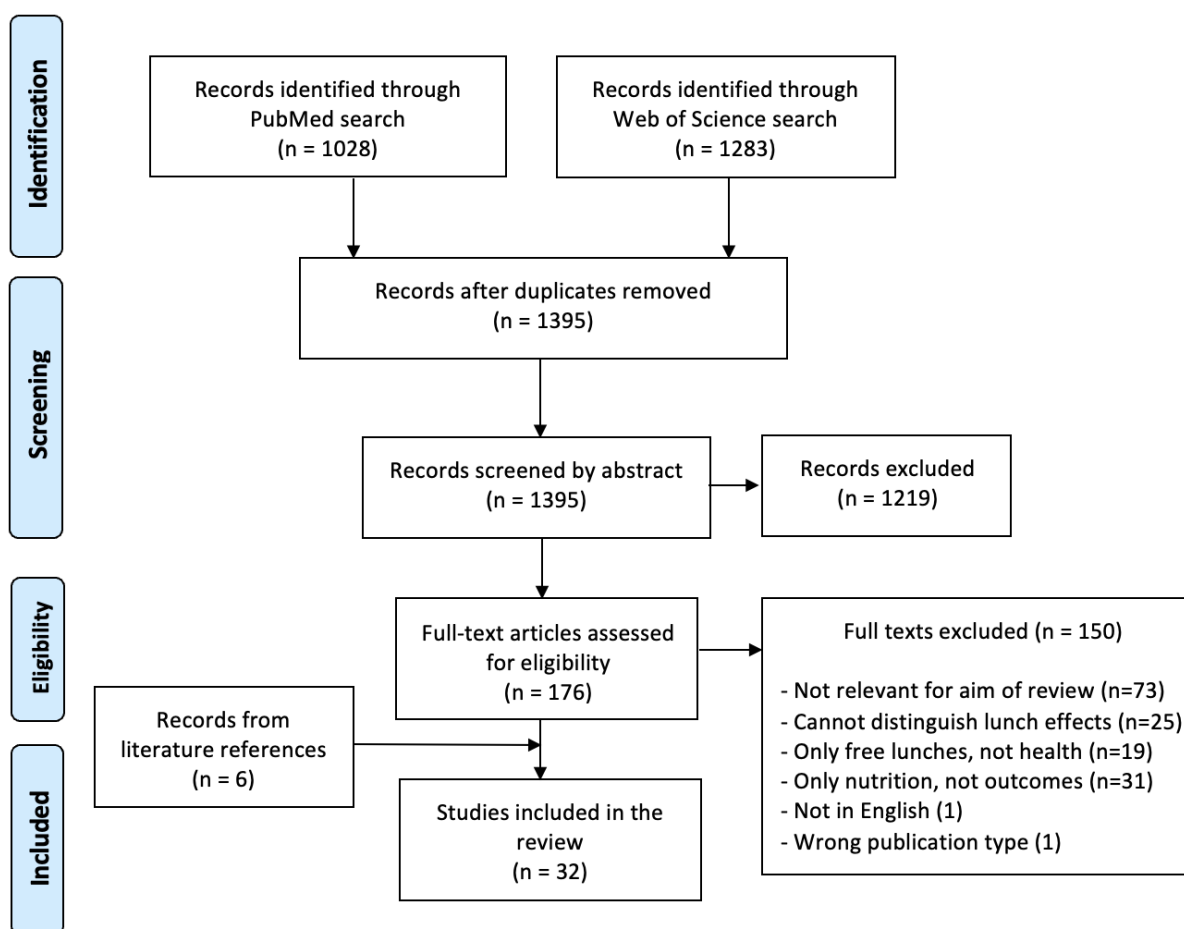 Identification
Records identified through
PubMed search
(n = 1028)
Records identified through
Web of Science search
(n = 1283)
Screening
Records after duplicates removed
(n = 1395)
Records screened by abstract
(n = 1395)
Records excluded
(n = 1219)
Eligibility
Full-text articles assessed
for eligibility
(n = 176)
Full texts excluded (n = 150)
- Not relevant for aim of review (n=73)
- Cannot distinguish lunch effects (n=25)
- Only free lunches, not health (n=19)
- Only nutrition, not outcomes (n=31)
- Not in English (1)
- Wrong publication type (1)
Records from
literature references
(n = 6)
Included
Studies included in the
review
(n = 32)